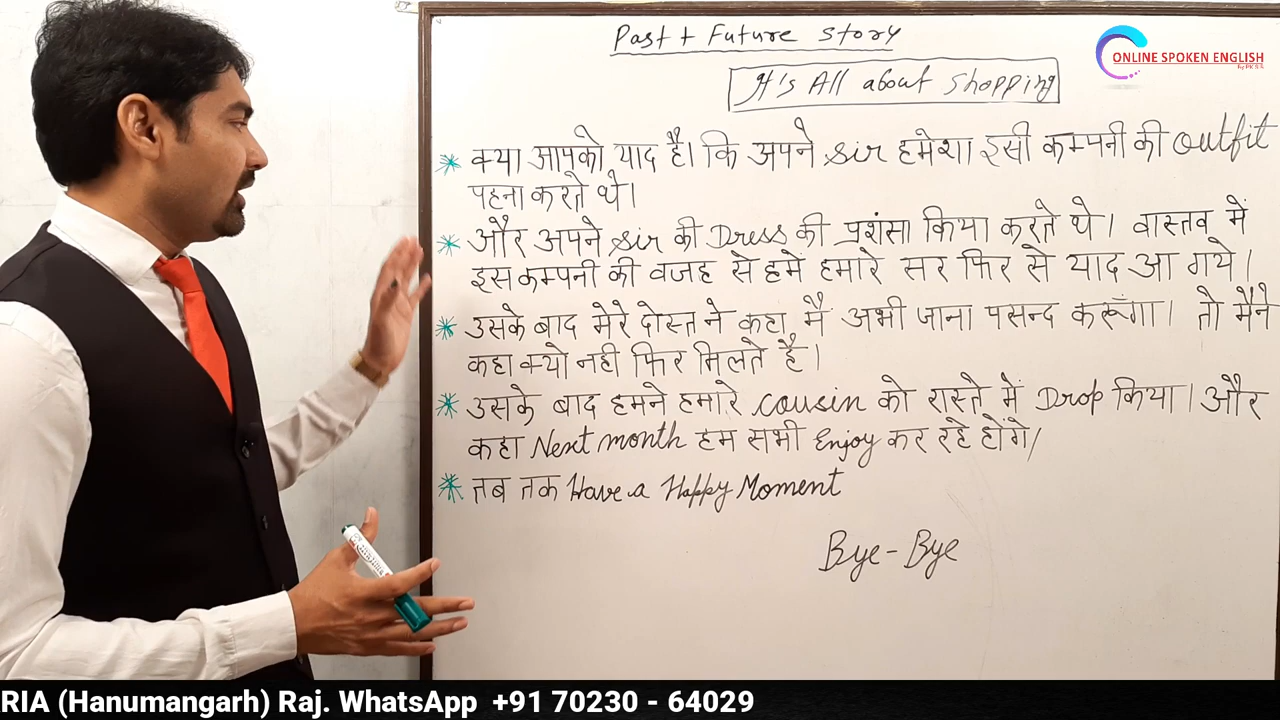 Past + Future Story
It's All about Shopping
ONLINE SPOKEN ENGLISH
* क्या आपको याद है। कि अपने sir हमेशा इसी कम्पनी की outfit
पहना करते थे।
* और अपने sir की Dress की प्रशंसा किया करते थे। वास्तव में
इस कम्पनी की वजह से हमें हमारे सर फिर से याद आ गये।
* उसके बाद मेरे दोस्त ने कहा मै अभी जाना पसन्द करूँगा। तो मैने
कहा क्यो नही फिर मिलते है।
* उसके बाद हमने हमारे cousin को रास्ते में Drop किया। और
कहा Next month हम सभी Enjoy कर रहे होंगे/
* तब तक Have a Happy Moment
Bye-Bye
RIA (Hanumangarh) Raj. WhatsApp +91 70230 - 64029